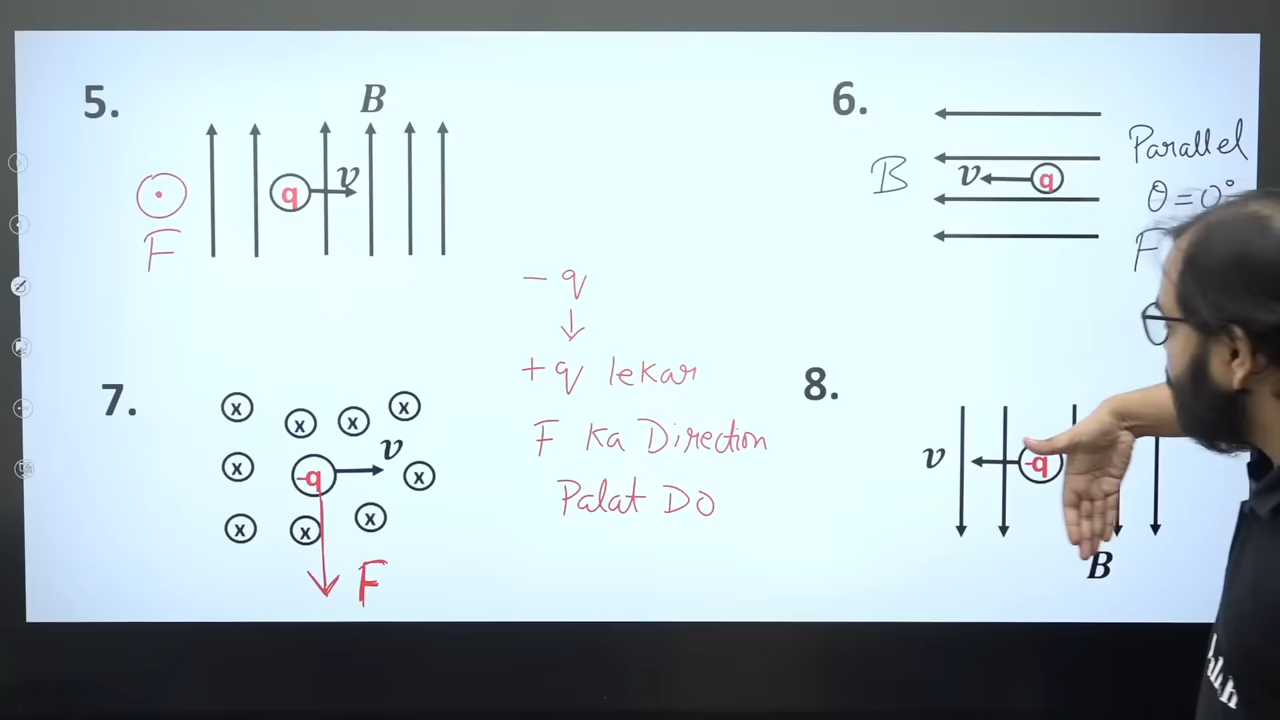 5.
B
v
q
F
6.
B
v
q
Parallel
θ = 0°
F
- q
↓
+ q lekar
F Ka Direction
Palat DO
7.
x x x x
v
x -q x
x x x
F
8.
v
-q
B